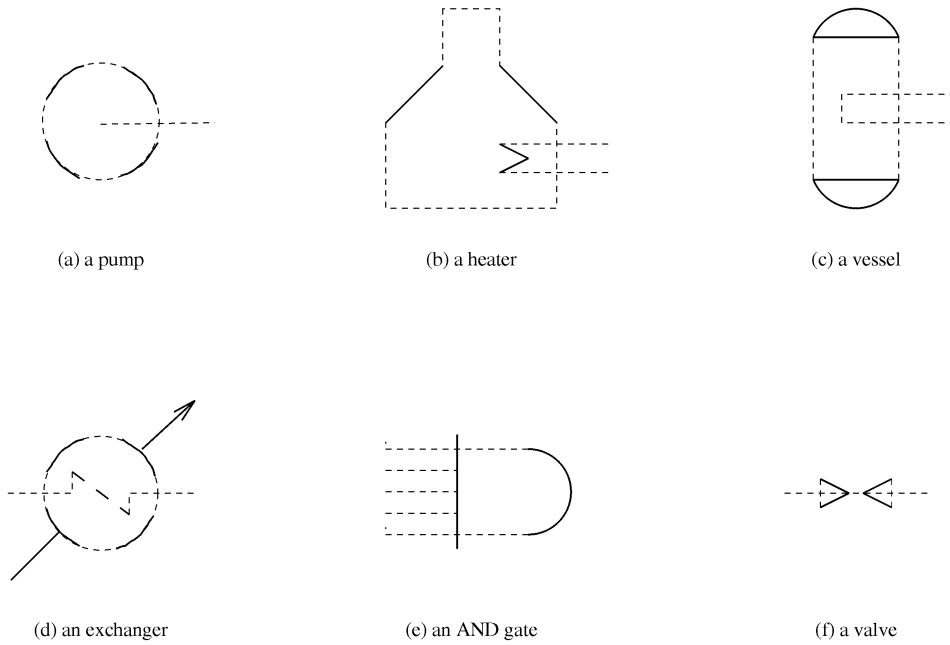 (a) a pump
(b) a heater
(c) a vessel
(d) an exchanger
(e) an AND gate
(f) a valve